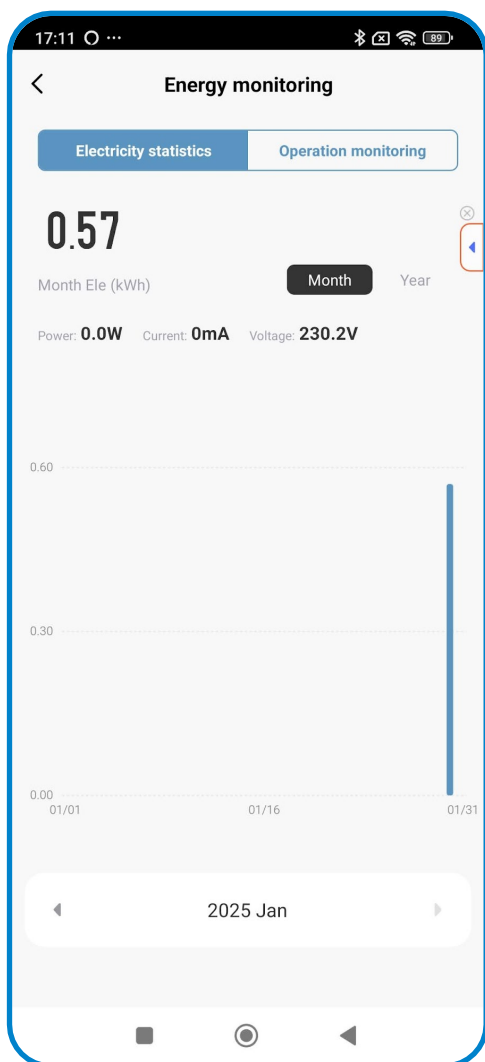 17:11 89
Energy monitoring
Electricity statistics Operation monitoring
0.57
Month Ele (kWh) Month Year
Power: 0.0W Current: 0mA Voltage: 230.2V
0.60
0.30
0.00
01/01 01/16 01/31
2025 Jan